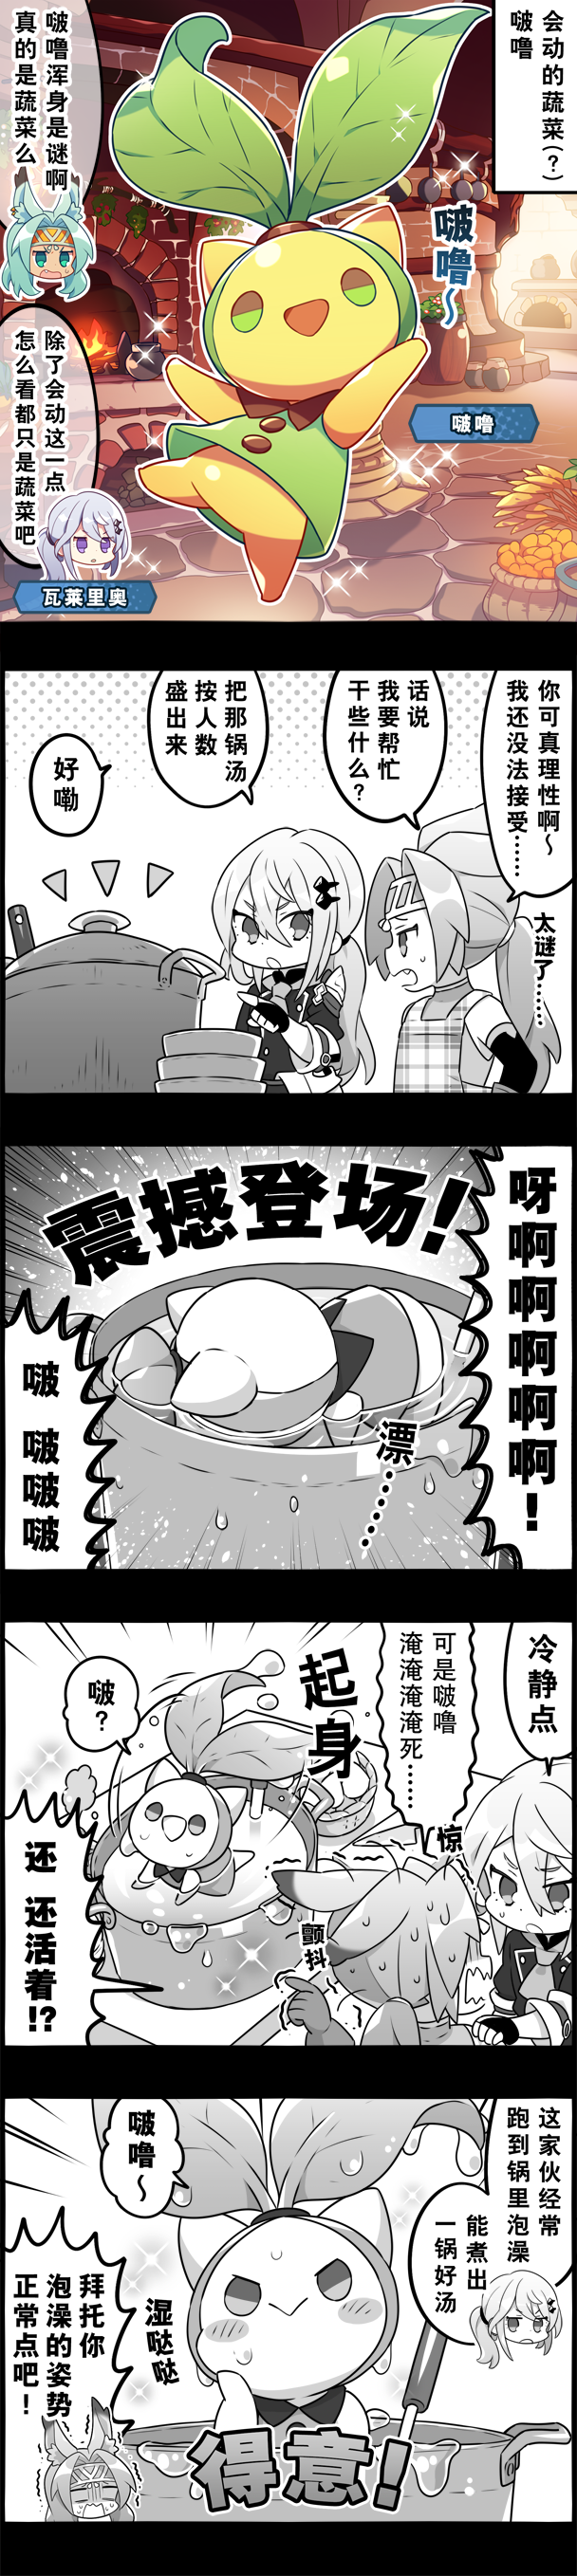 会动的蔬菜(？)
啵噜
啵噜～
啵噜
啵噜浑身是谜啊
真的是蔬菜么
除了会动这一点
怎么看都只是蔬菜吧
瓦莱里奥
你可真理性啊～
我还没法接受……
太谜了……
话说
我要帮忙
干些什么？
把那锅汤
按人数
盛出来
好嘞
呀啊啊啊啊啊！
震撼登场！
漂……
啵 啵啵啵
冷静点
可是啵噜
淹淹淹淹死……
惊
起身
啵？
颤抖
还 还活着!?
这家伙经常
跑到锅里泡澡
能煮出
一锅好汤
啵噜～
湿哒哒
得意！
拜托你
泡澡的姿势
正常点吧！